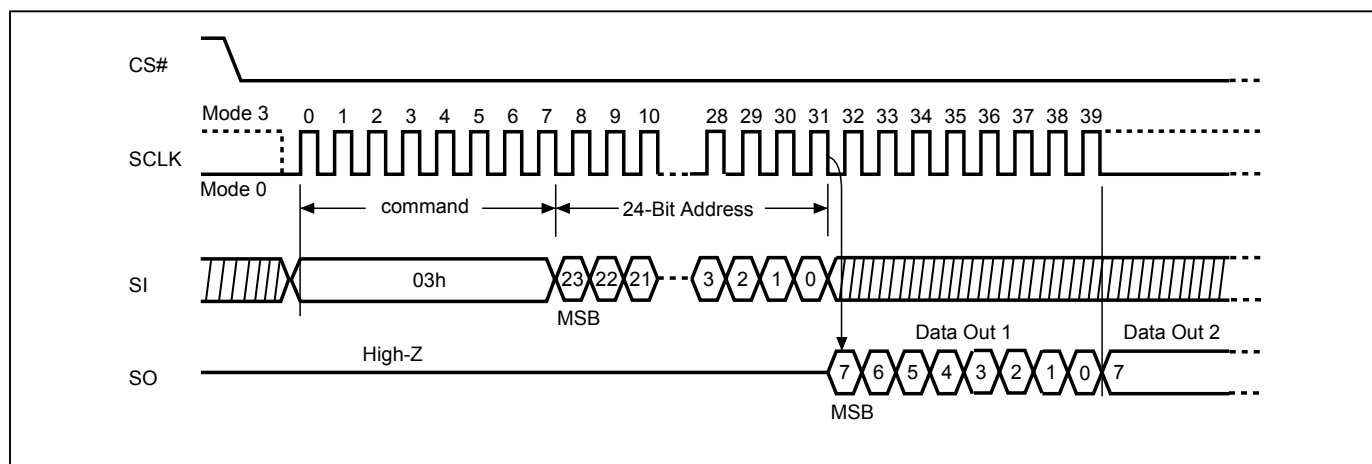 CS#
Mode 3
0 1 2 3 4 5 6 7 8 9 10 28 29 30 31 32 33 34 35 36 37 38 39
SCLK
Mode 0
command 24-Bit Address
SI 03h 23 22 21 3 2 1 0
MSB
Data Out 1 Data Out 2
High-Z
SO 7 6 5 4 3 2 1 0 7
MSB